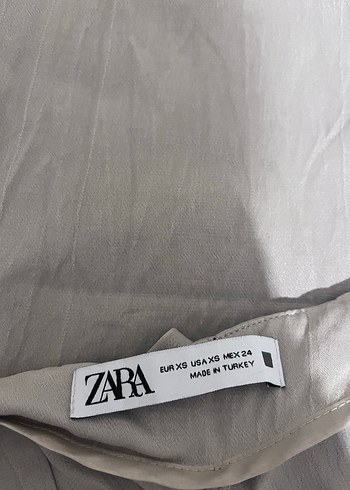 ZARA
EUR XS USA XS MEX 24
MADE IN TURKEY